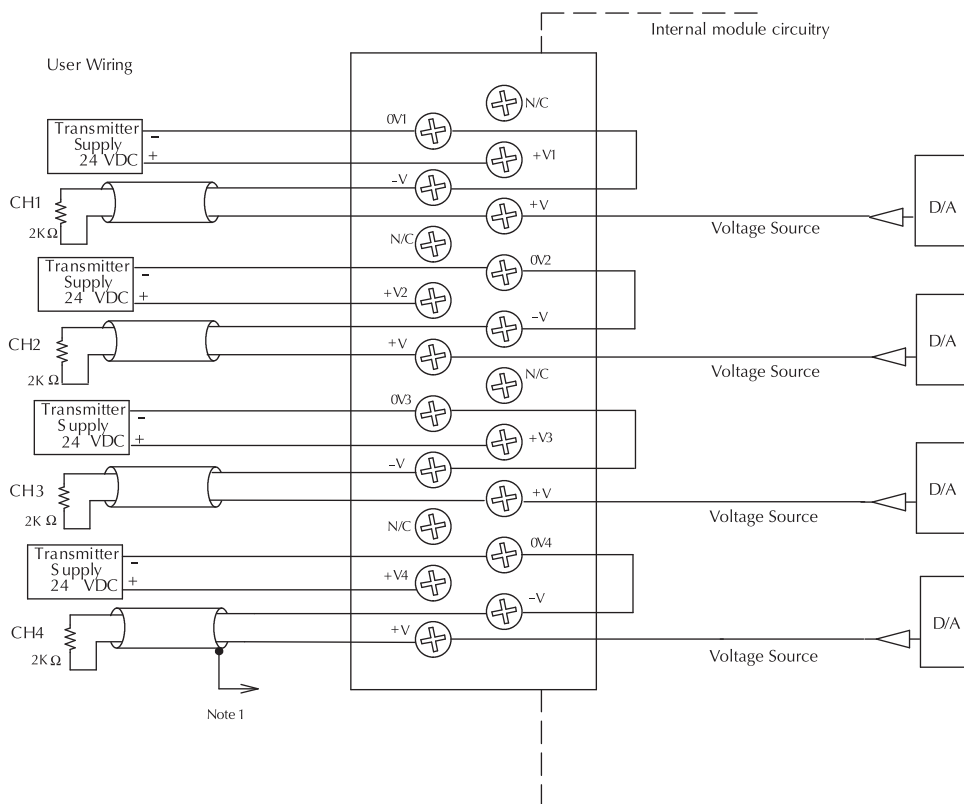 Internal module circuitry
User Wiring
N/C
0V1
Transmitter
Supply
24 VDC
-
+
+V1
-V
CH1
2K Ω
+V
Voltage Source
D/A
N/C
0V2
Transmitter
Supply
24 VDC
-
+
+V2
-V
CH2
2K Ω
+V
Voltage Source
D/A
N/C
0V3
Transmitter
Supply
24 VDC
-
+
+V3
-V
CH3
2K Ω
+V
Voltage Source
D/A
N/C
0V4
Transmitter
Supply
24 VDC
-
+
+V4
-V
CH4
2K Ω
+V
Voltage Source
D/A
Note 1